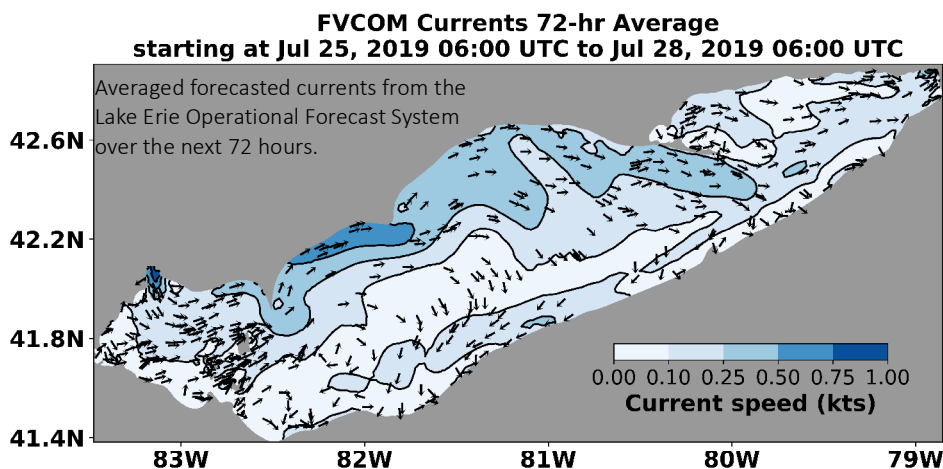 FVCOM Currents 72-hr Average
starting at Jul 25, 2019 06:00 UTC to Jul 28, 2019 06:00 UTC
Averaged forecasted currents from the
Lake Erie Operational Forecast System
over the next 72 hours.
42.6N
42.2N
41.8N
41.4N
0.00 0.10 0.25 0.50 0.75 1.00
Current speed (kts)
83W 82W 81W 80W 79W